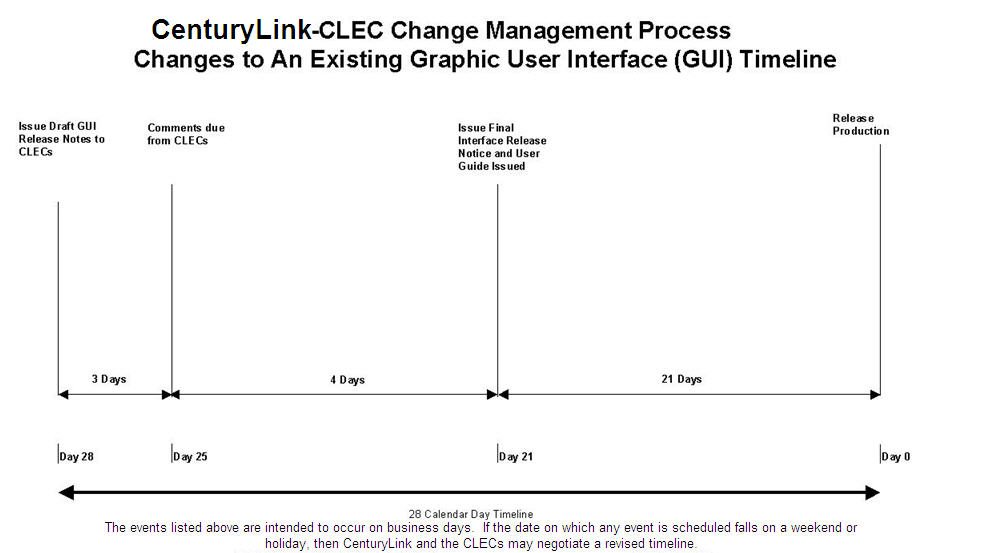 CenturyLink-CLEC Change Management Process
Changes to An Existing Graphic User Interface (GUI) Timeline
Issue Draft GUI
Release Notes to
CLECs
Comments due
from CLECs
Issue Final
Interface Release
Notice and User
Guide Issued
Release
Production
3 Days
4 Days
21 Days
Day 28
Day 25
Day 21
Day 0
28 Calendar Day Timeline
The events listed above are intended to occur on business days.  If the date on which any event is scheduled falls on a weekend or
holiday, then CenturyLink and the CLECs may negotiate a revised timeline.